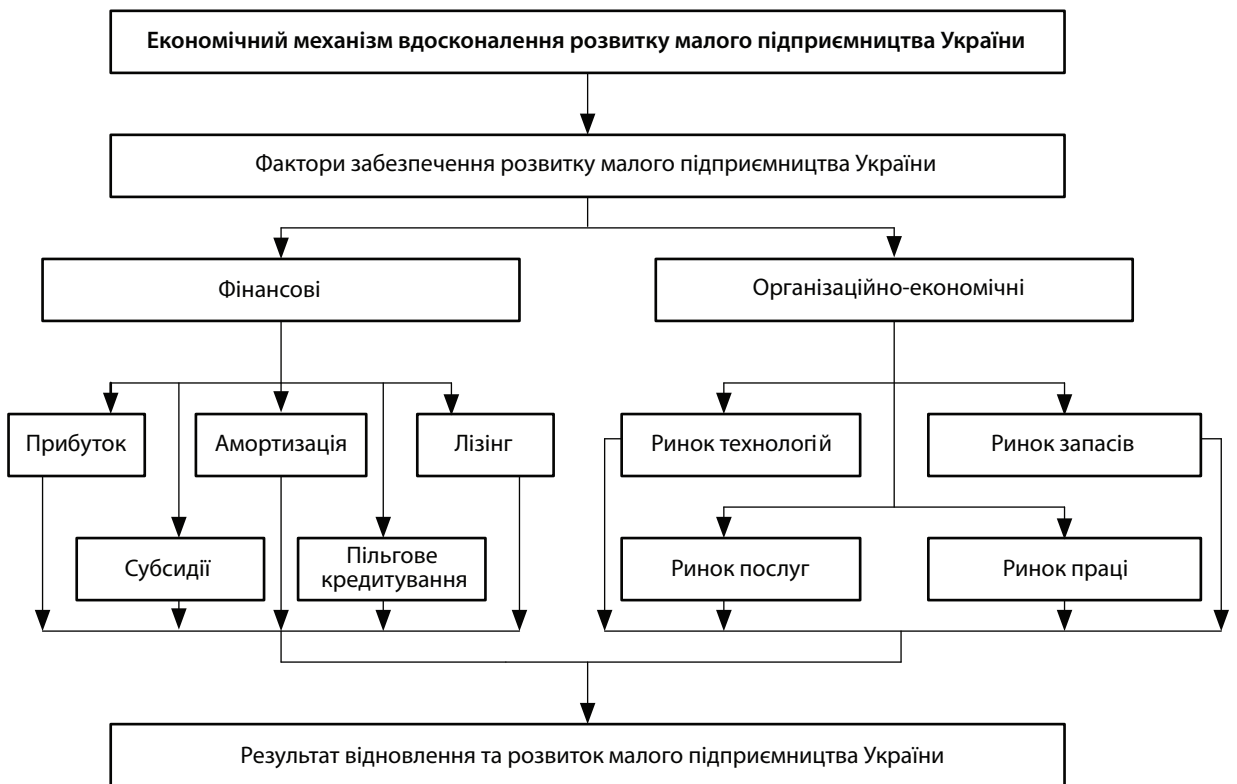 Економічний механізм вдосконалення розвитку малого підприємництва України
Фактори забезпечення розвитку малого підприємництва України
Фінансові
Організаційно-економічні
Прибуток
Амортизація
Лізінг
Ринок технологій
Ринок запасів
Субсидії
Пільгове
кредитування
Ринок послуг
Ринок праці
Результат відновлення та розвиток малого підприємництва України